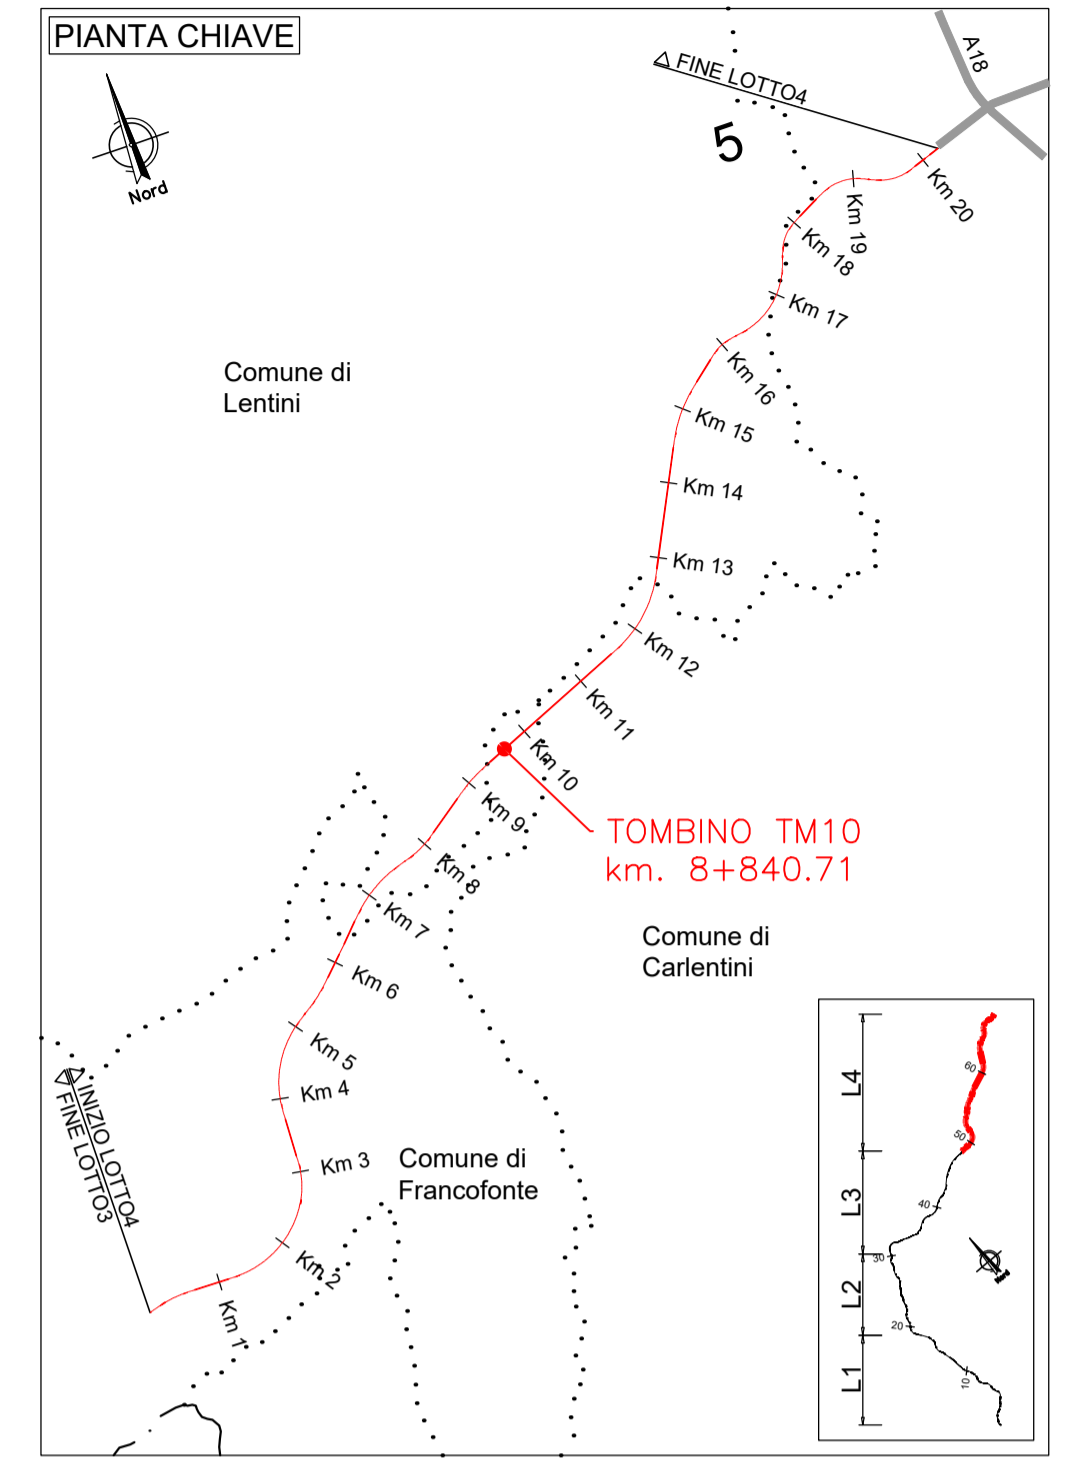 PIANTA CHIAVE
Nord
FINE LOTTO4
A18
5
Km 20
Km 19
Km 18
Km 17
Km 16
Km 15
Km 14
Km 13
Km 12
Km 11
Km 10
Km 9
Km 8
Km 7
Km 6
Km 5
Km 4
Km 3
Km 2
Km 1
Comune di
Lentini
TOMBINO TM10
km. 8+840.71
Comune di
Carlentini
Comune di
Francofonte
INIZIO LOTTO4
FINE LOTTO3
L4
L3
L2
L1
60
50
40
30
20
10
Nord